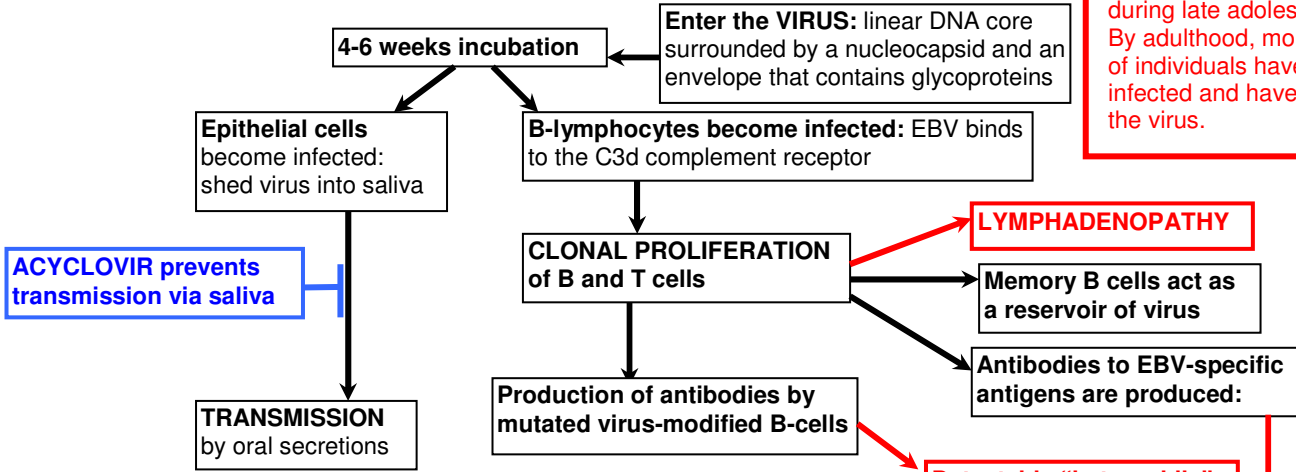 Enter the VIRUS: linear DNA core
surrounded by a nucleocapsid and an
envelope that contains glycoproteins
4-6 weeks incubation
during late
By adulthood,
of individuals
infected and have
the virus.
Epithelial cells
become infected:
shed virus into saliva
B-lymphocytes become infected: EBV binds
to the C3d complement receptor
LYMPHADENOPATHY
CLONAL PROLIFERATION
of B and T cells
ACYCLOVIR prevents
transmission via saliva
Memory B cells act as
a reservoir of virus
Antibodies to EBV-specific
antigens are produced:
Production of antibodies by
mutated virus-modified B-cells
TRANSMISSION
by oral secretions